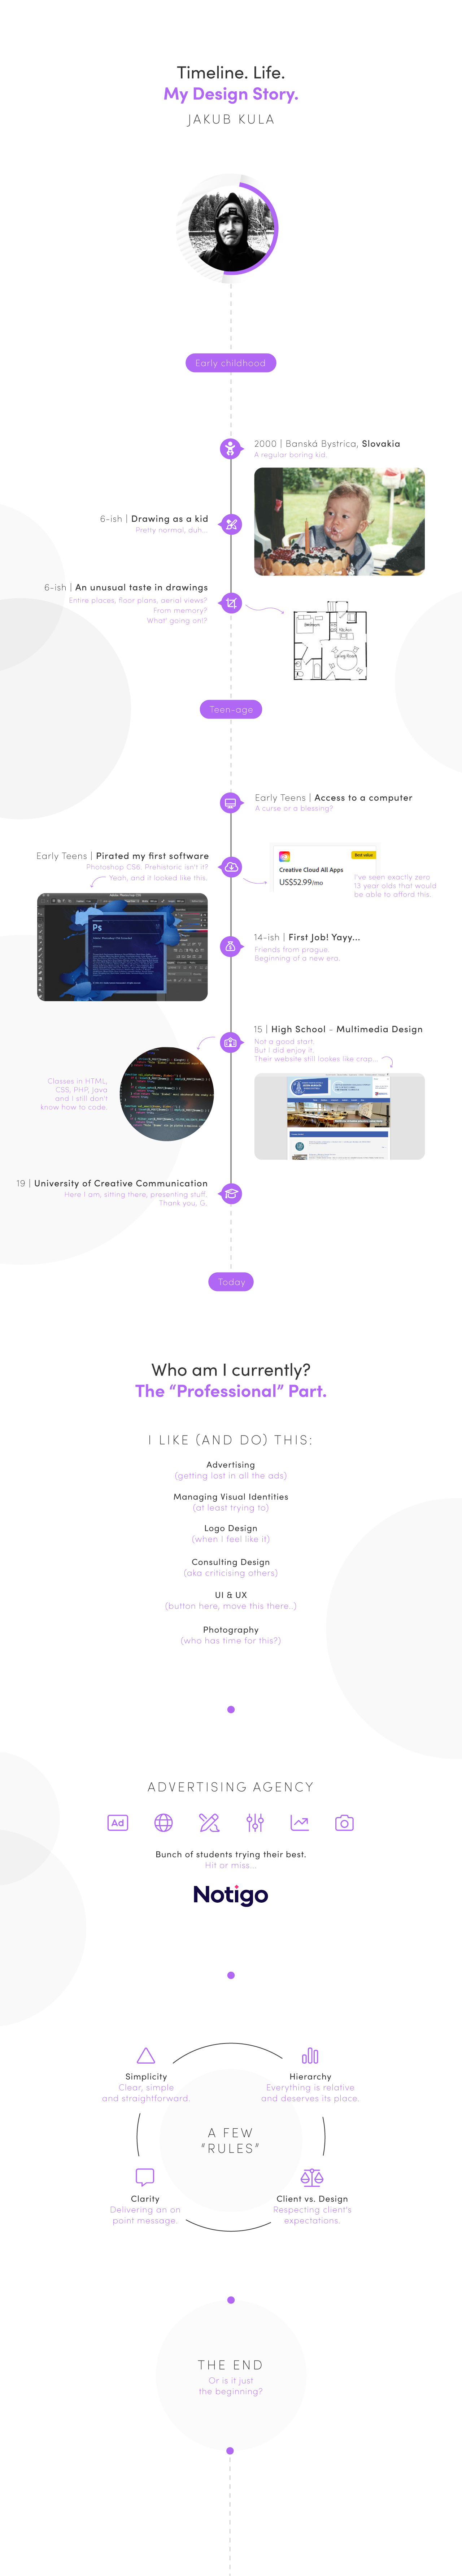 Timeline. Life.
My Design Story.
JAKUB KULA
Early childhood
2000 | Banská Bystrica, Slovakia
A regular boring kid.
6-ish | Drawing as a kid
Pretty normal, duh...
6-ish | An unusual taste in drawings
Entire places, floor plans, aerial views?
From memory?
What' going on!?
Bedroom
Kitchen
Living Room
Teen-age
Early Teens | Access to a computer
A curse or a blessing?
Early Teens | Pirated my first software
Photoshop CS6. Prehistoric isn't it?
Yeah, and it looked like this.
Best value
Creative Cloud All Apps
US$52.99/mo
I've seen exactly zero
13 year olds that would
be able to afford this.
Ps
14-ish | First Job! Yayy...
Friends from prague.
Beginning of a new era.
15 | High School - Multimedia Design
Not a good start.
But I did enjoy it.
Their website still lookes like crap...
Classes in HTML,
CSS, PHP, Java
and I still don't
know how to code.
19 | University of Creative Communication
Here I am, sitting there, presenting stuff.
Thank you, G.
Today
Who am I currently?
The “Professional” Part.
I LIKE (AND DO) THIS:
Advertising
(getting lost in all the ads)
Managing Visual Identities
(at least trying to)
Logo Design
(when I feel like it)
Consulting Design
(aka criticising others)
UI & UX
(button here, move this there..)
Photography
(who has time for this?)
ADVERTISING AGENCY
Ad
Bunch of students trying their best.
Hit or miss...
Notigo
Simplicity
Clear, simple
and straightforward.
Hierarchy
Everything is relative
and deserves its place.
A FEW
“RULES”
Clarity
Delivering an on
point message.
Client vs. Design
Respecting client's
expectations.
THE END
Or is it just
the beginning?